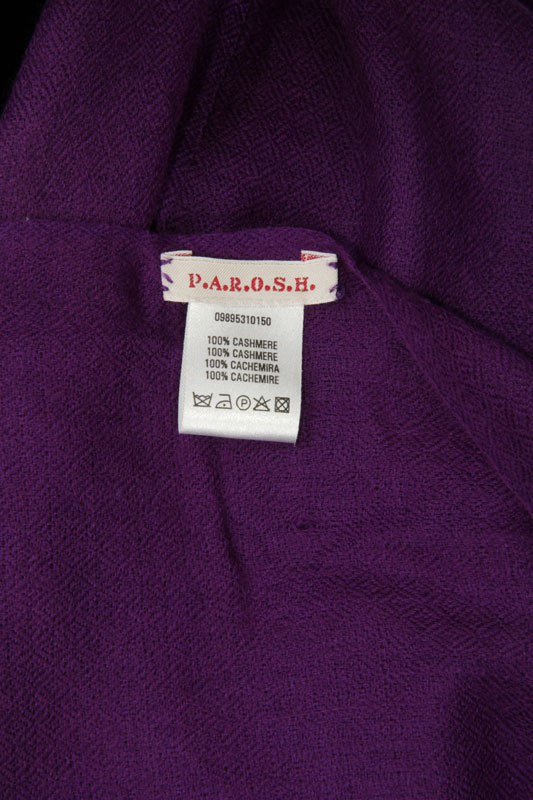 P.A.R.O.S.H.
09895310150
100% CASHMERE
100% CASHMERE
100% CACHEMIRA
100% CACHEMIRE